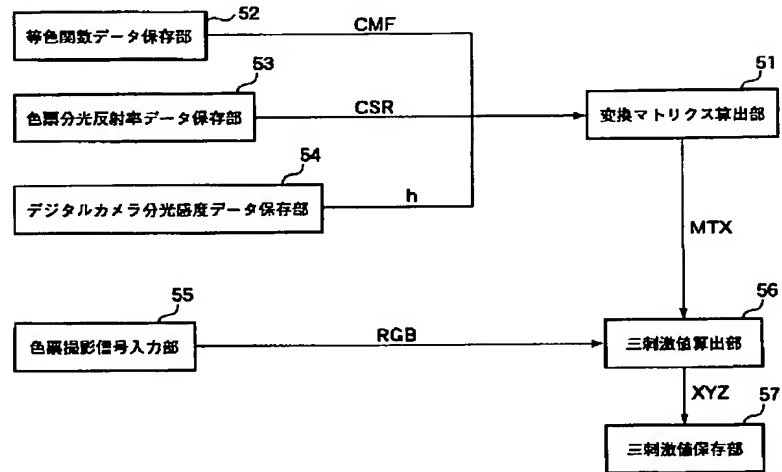 52
等色関数データ保存部
CMF
53
色票分光反射率データ保存部
CSR
51
変換マトリクス算出部
54
デジタルカメラ分光感度データ保存部
h
MTX
55
色票撮影信号入力部
RGB
56
三刺激値算出部
XYZ
57
三刺激値保存部